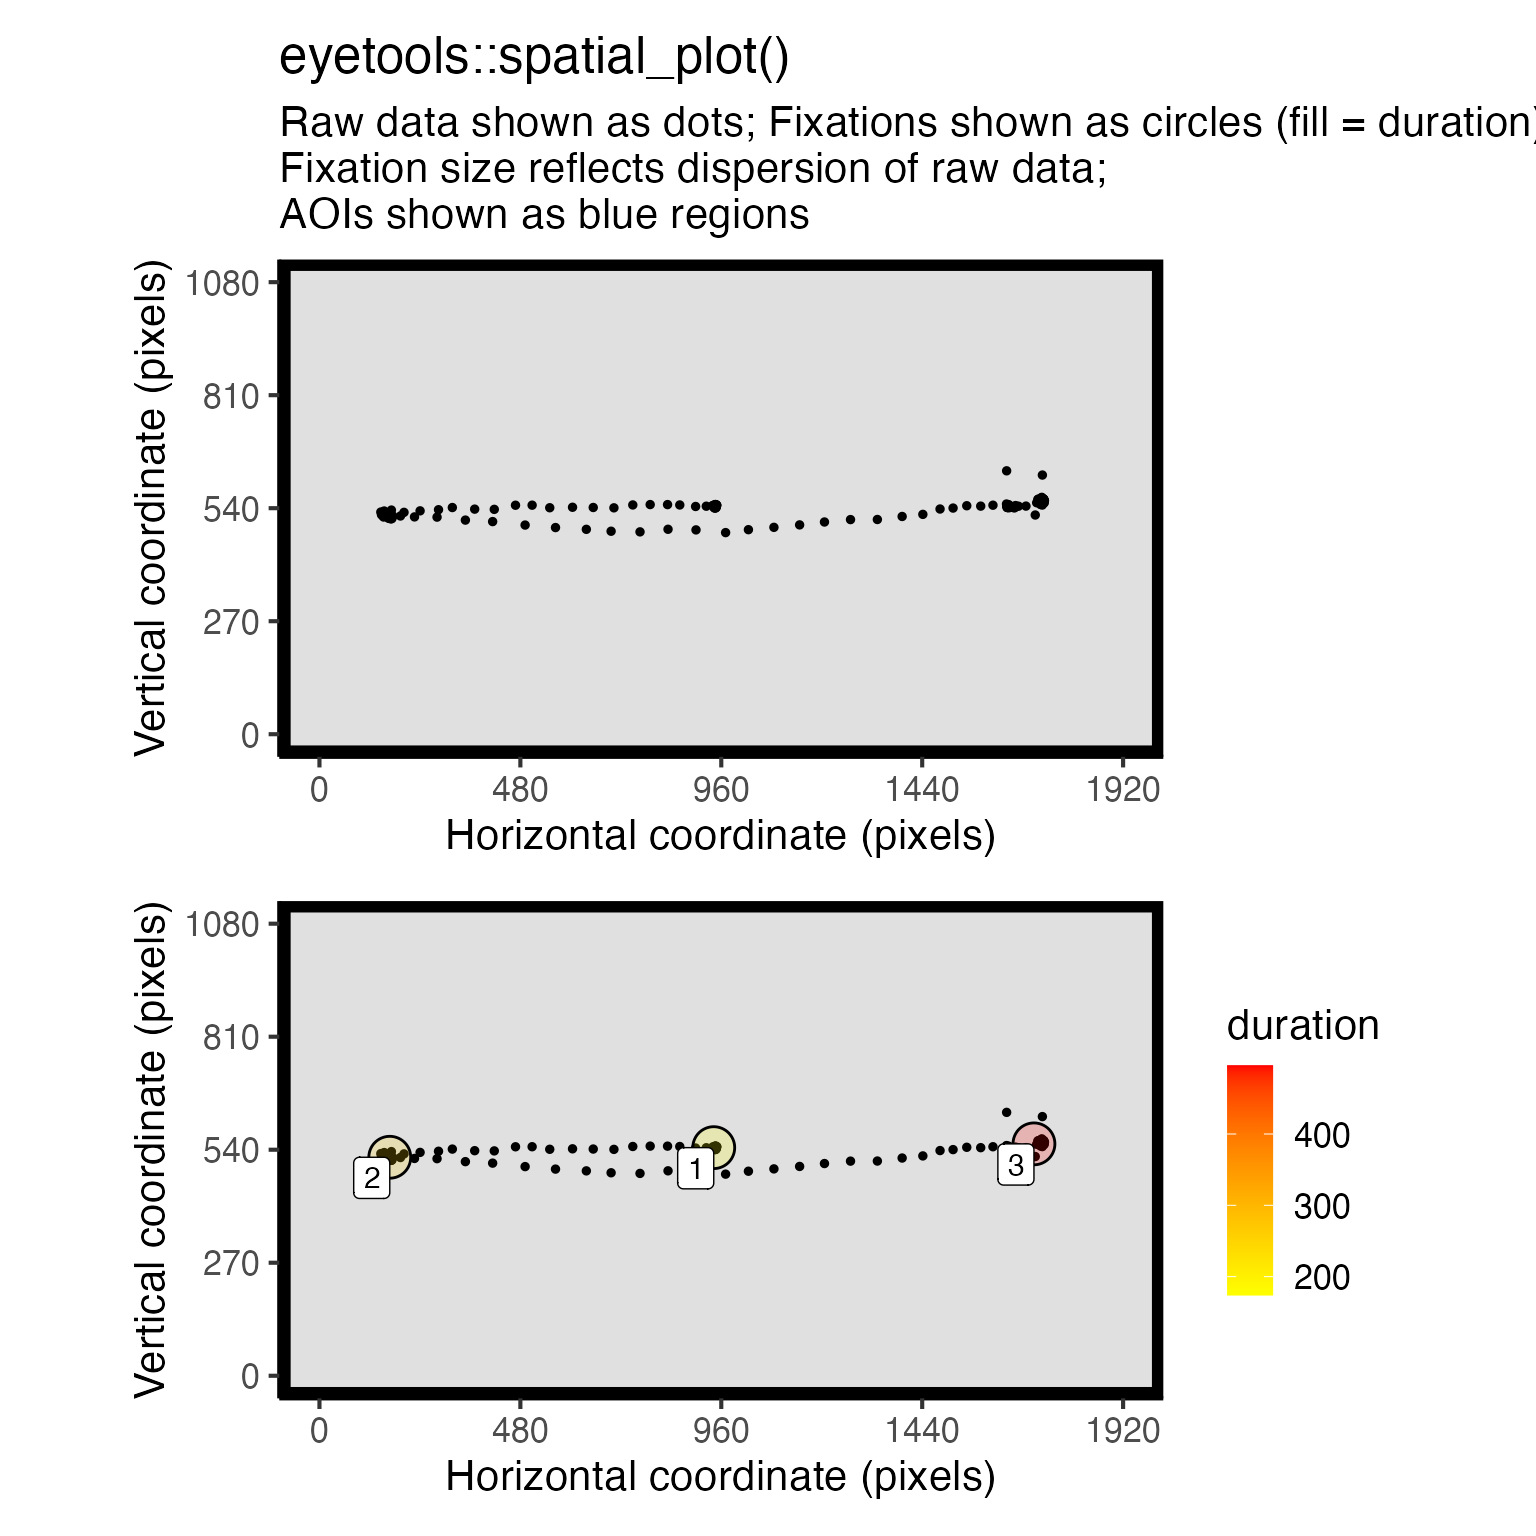 eyetools::spatial_plot()
Raw data shown as dots; Fixations shown as circles (fill = duration)
Fixation size reflects dispersion of raw data;
AOIs shown as blue regions
Vertical coordinate (pixels)
1080
810
540
270
0
0 480 960 1440 1920
Horizontal coordinate (pixels)
Vertical coordinate (pixels)
1080
810
540
270
0
2 1 3
0 480 960 1440 1920
Horizontal coordinate (pixels)
duration
400
300
200